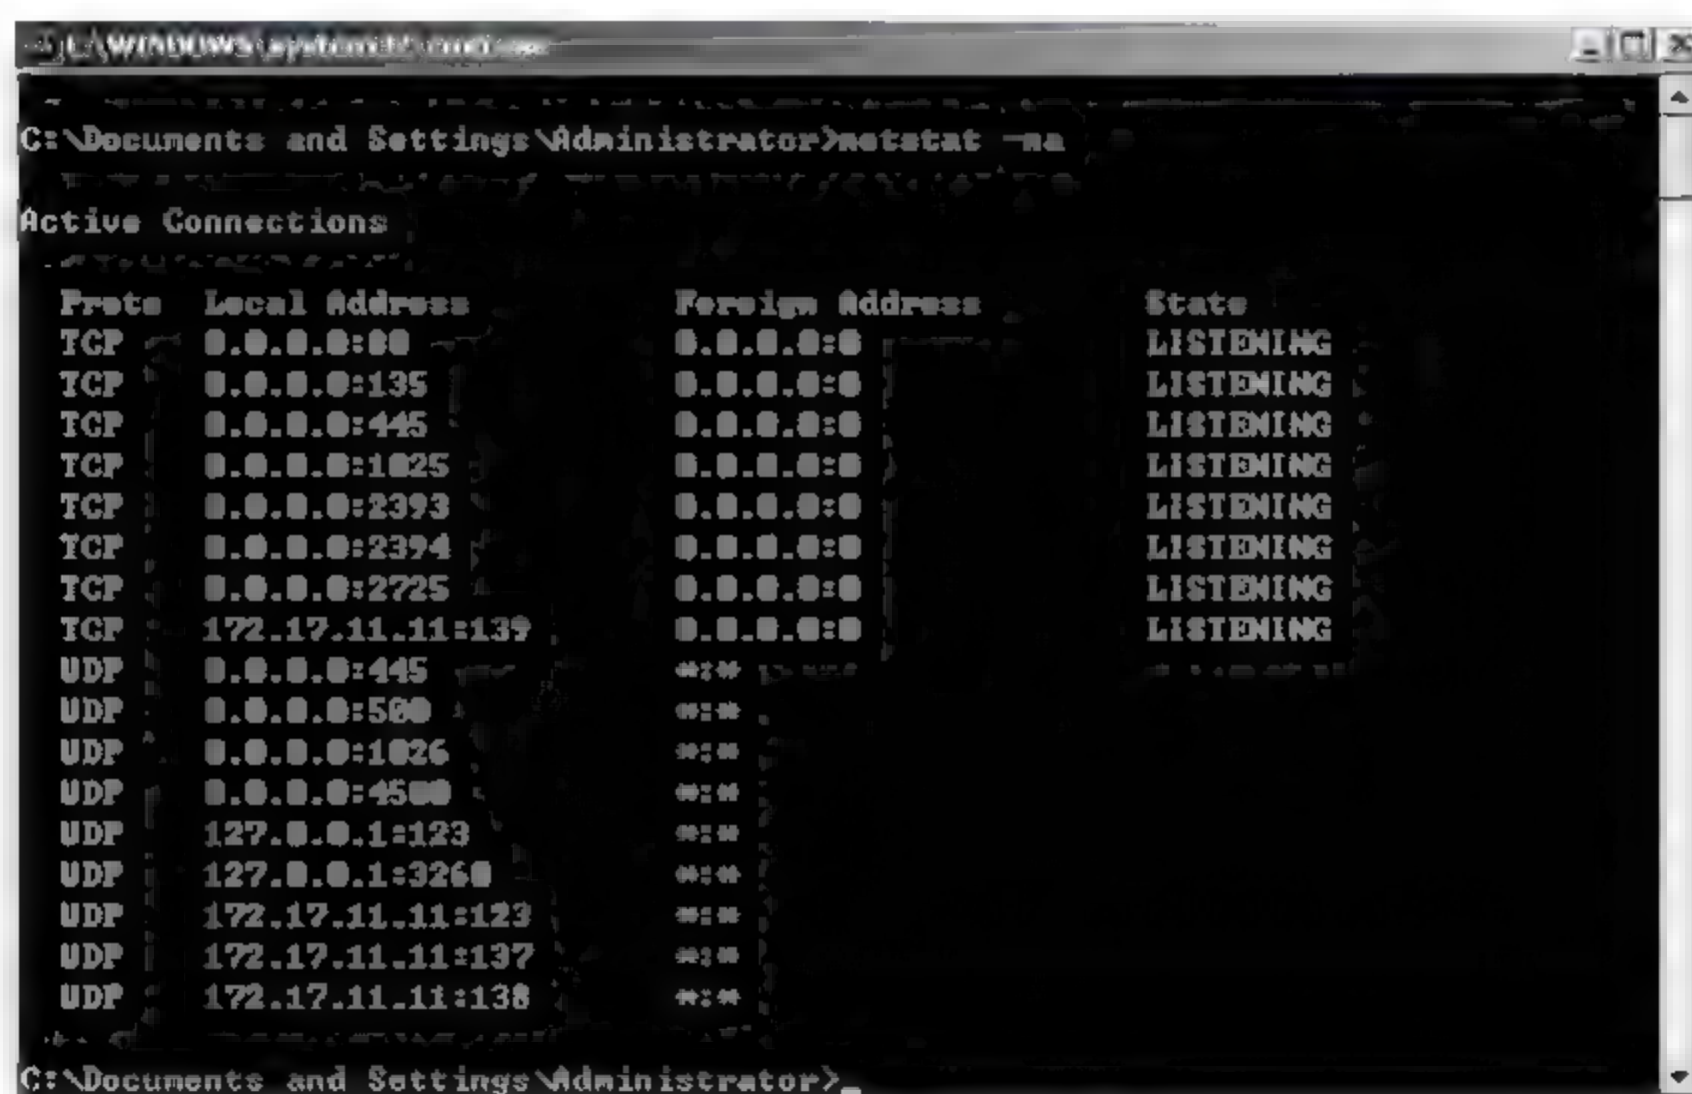 C:\WINDOWS\system32\cmd.exe
C:\Documents and Settings\Administrator>netstat -na
Active Connections
Proto Local Address Foreign Address State
TCP 0.0.0.0:80 0.0.0.0:0 LISTENING
TCP 0.0.0.0:135 0.0.0.0:0 LISTENING
TCP 0.0.0.0:445 0.0.0.0:0 LISTENING
TCP 0.0.0.0:1025 0.0.0.0:0 LISTENING
TCP 0.0.0.0:2393 0.0.0.0:0 LISTENING
TCP 0.0.0.0:2394 0.0.0.0:0 LISTENING
TCP 0.0.0.0:2725 0.0.0.0:0 LISTENING
TCP 172.17.11.11:139 0.0.0.0:0 LISTENING
UDP 0.0.0.0:445 *:*
UDP 0.0.0.0:500 *:*
UDP 0.0.0.0:1026 *:*
UDP 0.0.0.0:4500 *:*
UDP 127.0.0.1:123 *:*
UDP 127.0.0.1:3260 *:*
UDP 172.17.11.11:123 *:*
UDP 172.17.11.11:137 *:*
UDP 172.17.11.11:138 *:*
C:\Documents and Settings\Administrator>_